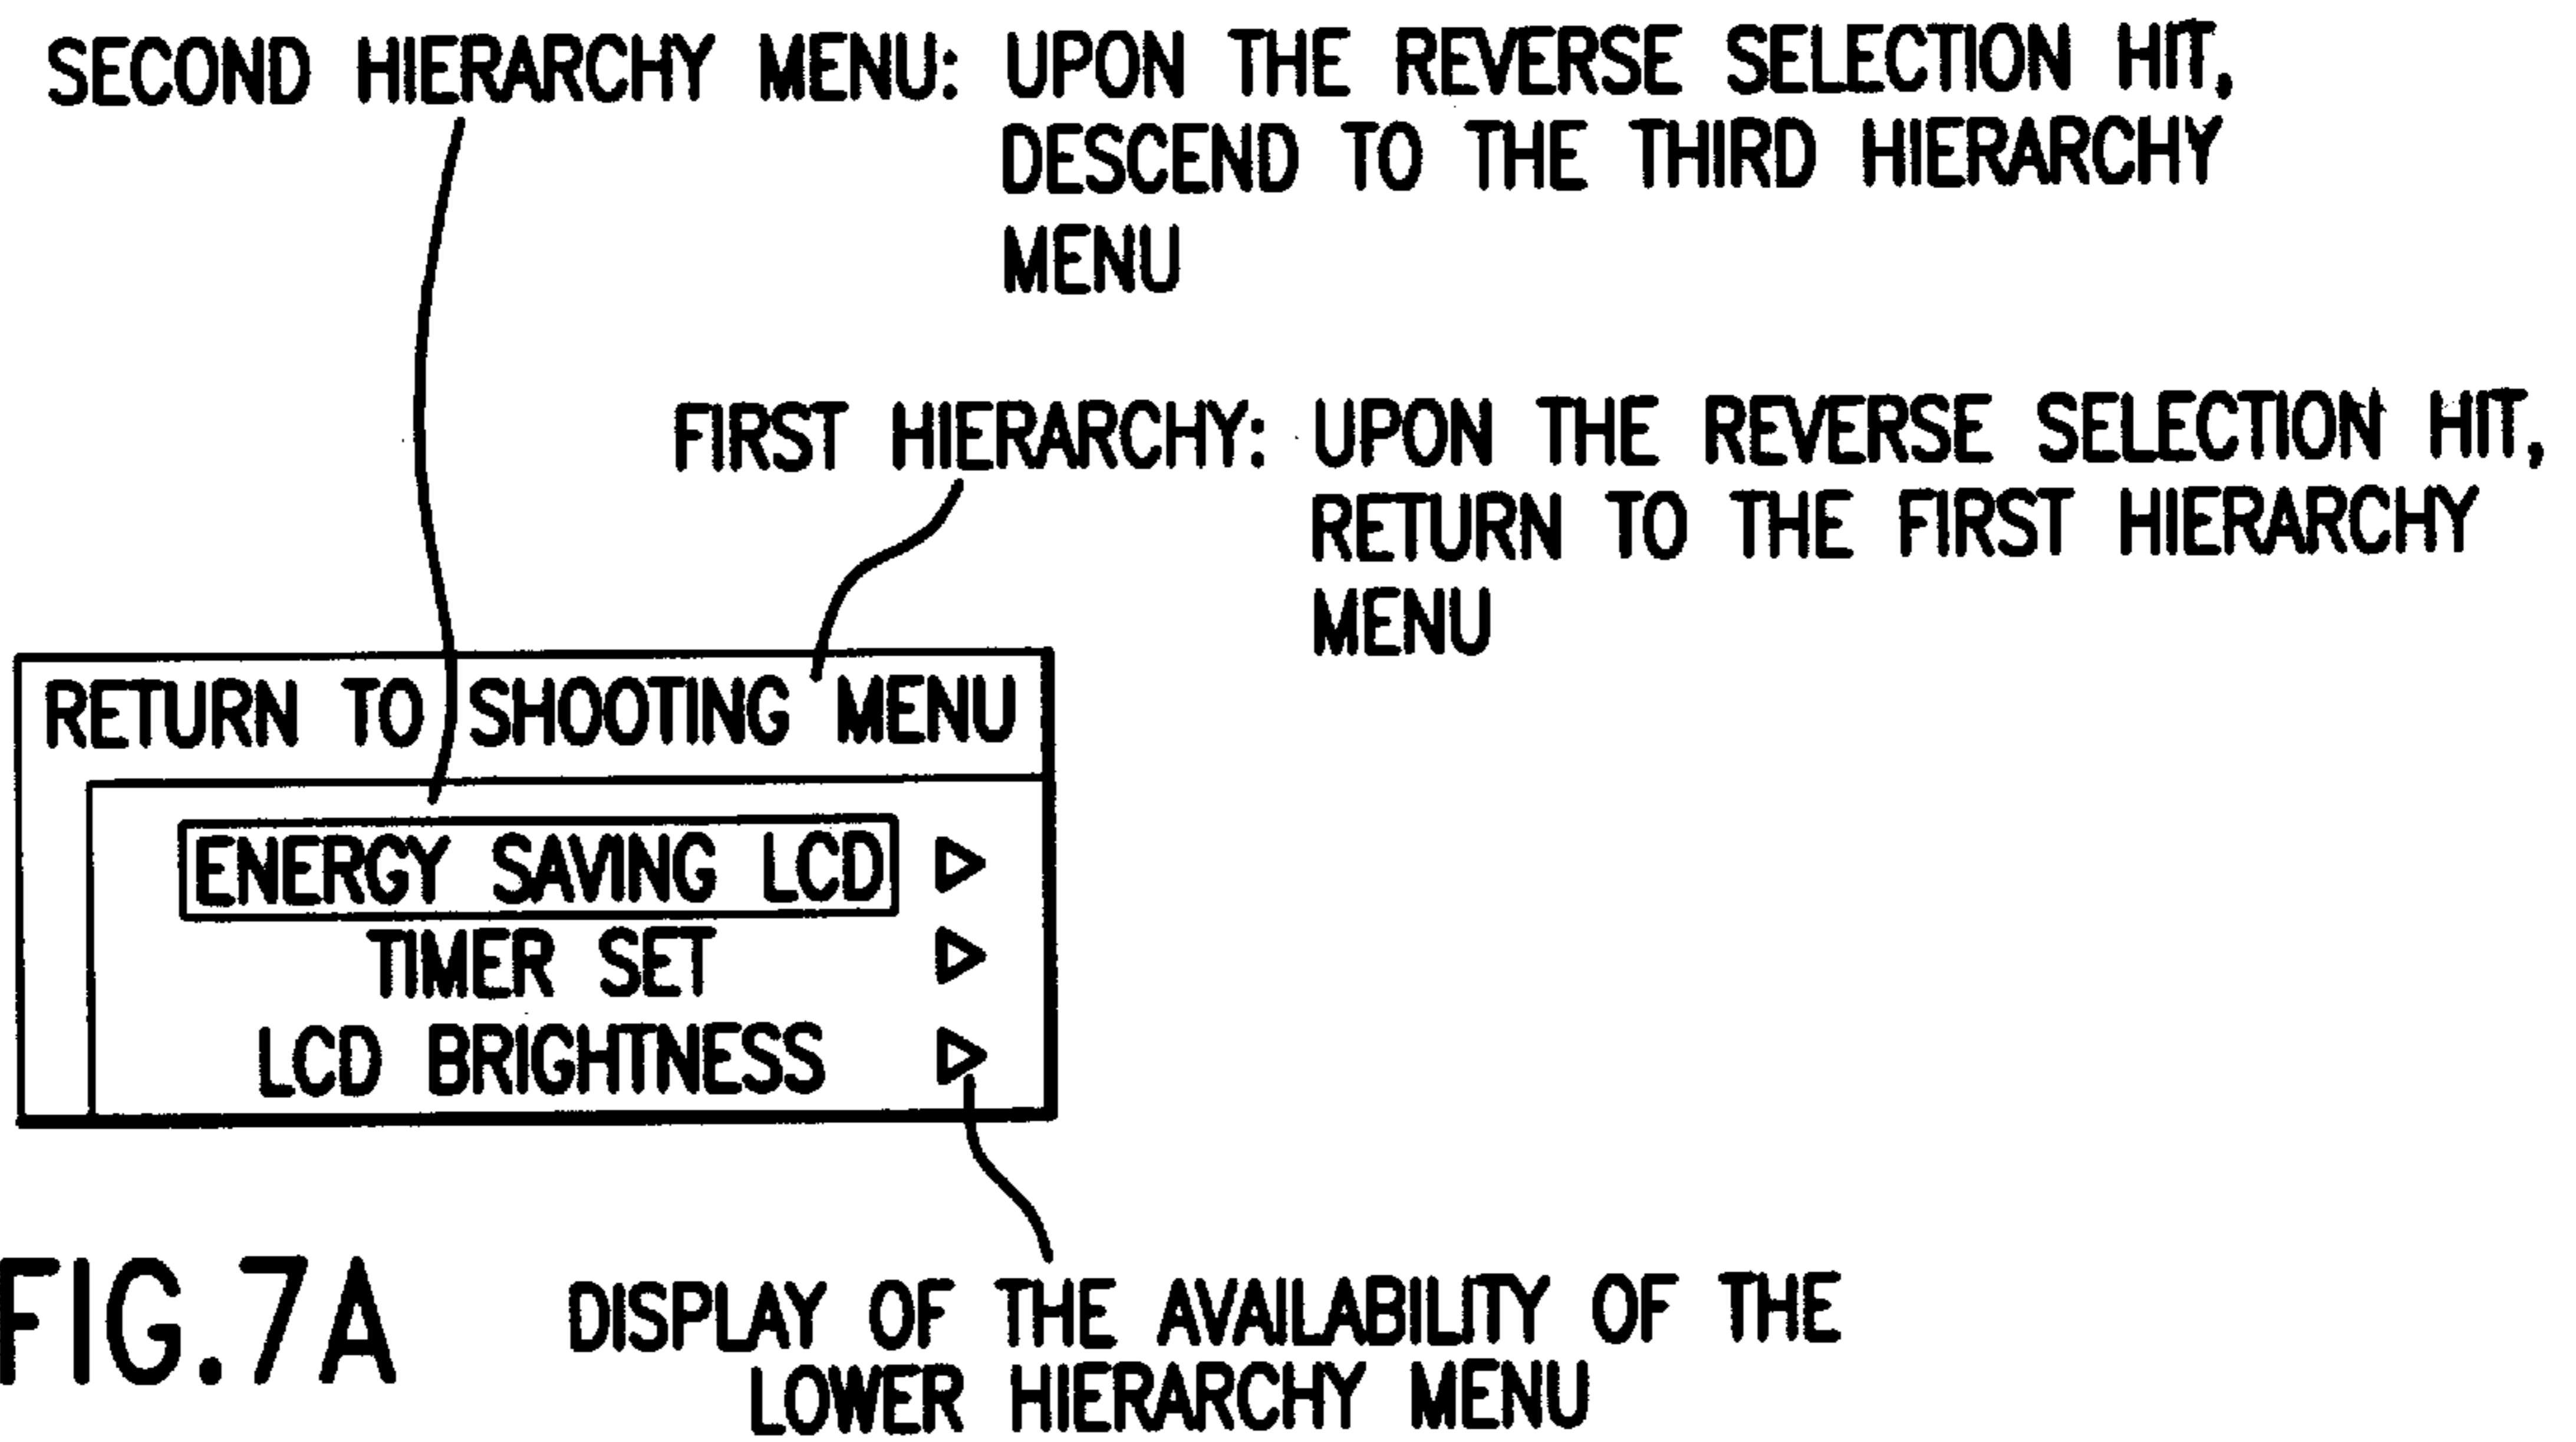 SECOND HIERARCHY MENU: UPON THE REVERSE SELECTION HIT,
DESCEND TO THE THIRD HIERARCHY
MENU
FIRST HIERARCHY: UPON THE REVERSE SELECTION HIT,
RETURN TO THE FIRST HIERARCHY
MENU
RETURN TO SHOOTING MENU
ENERGY SAVING LCD
TIMER SET
LCD BRIGHTNESS
DISPLAY OF THE AVAILABILITY OF THE
LOWER HIERARCHY MENU
FIG.7A